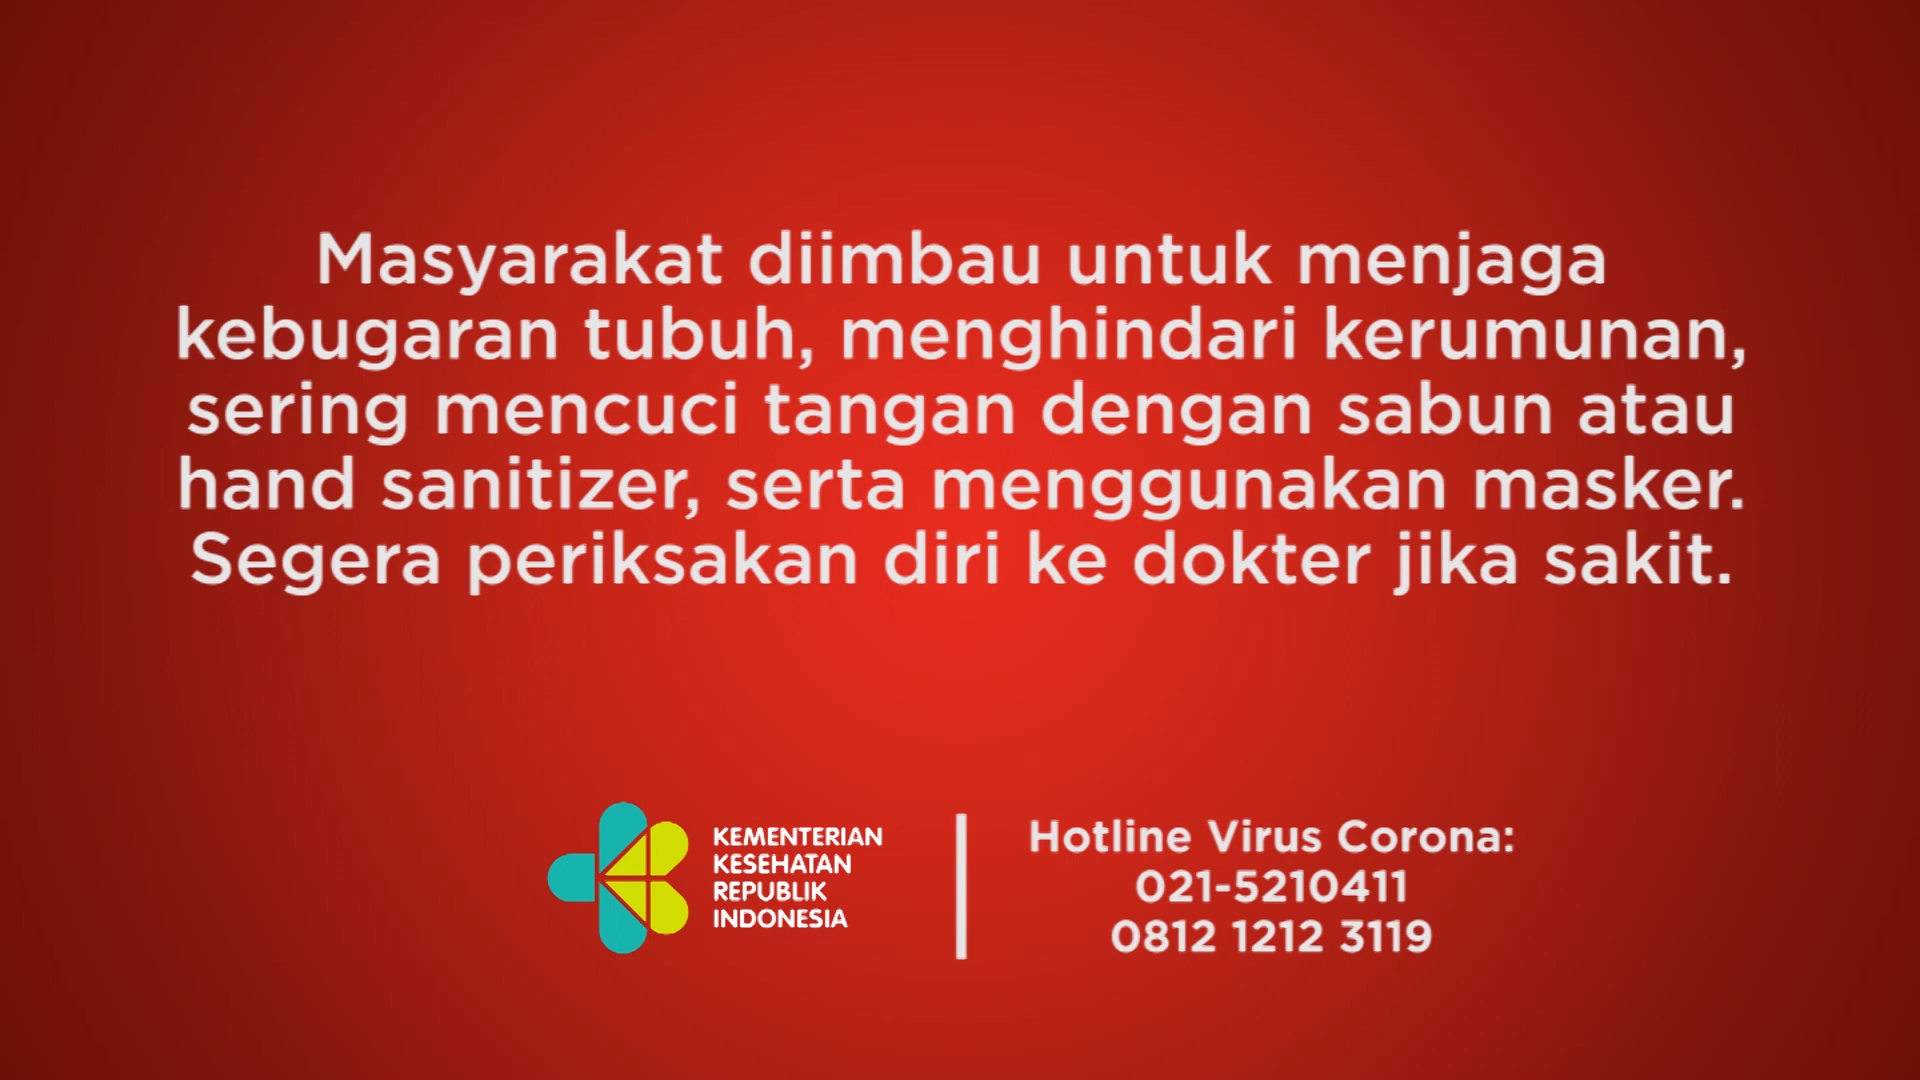 Masyarakat diimbau untuk menjaga
kebugaran tubuh, menghindari kerumunan,
sering mencuci tangan dengan sabun atau
hand sanitizer, serta menggunakan masker.
Segera periksakan diri ke dokter jika sakit.
KEMENTERIAN
KESEHATAN
REPUBLIK
INDONESIA
Hotline Virus Corona:
021-5210411
0812 1212 3119